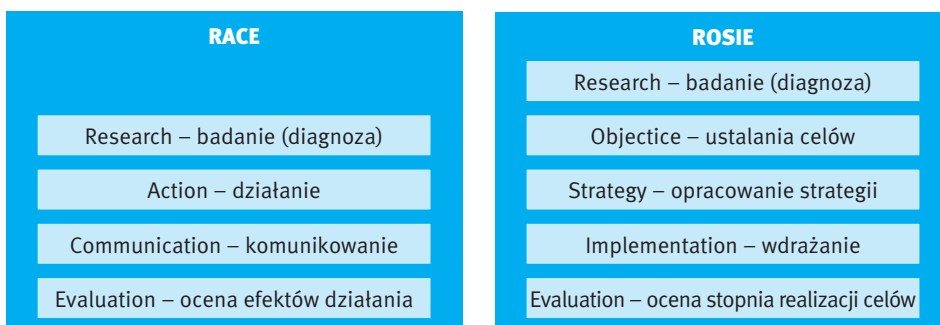 RACE
Research – badanie (diagnoza)
Action – działanie
Communication – komunikowanie
Evaluation – ocena efektów działania
ROSIE
Research – badanie (diagnoza)
Objectice – ustalania celów
Strategy – opracowanie strategii
Implementation – wdrażanie
Evaluation – ocena stopnia realizacji celów